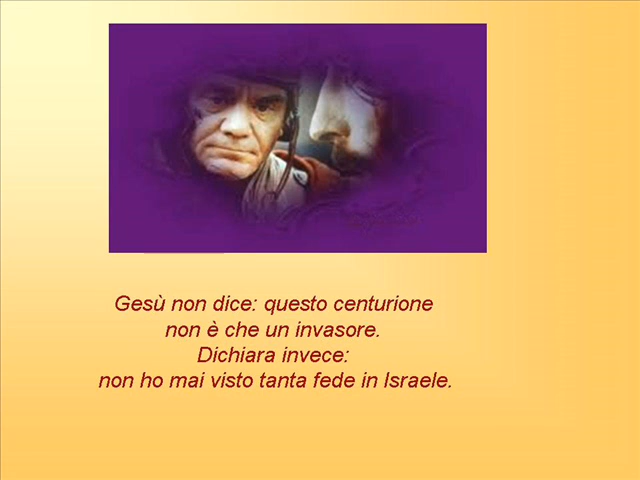 Gesù non dice: questo centurione
non è che un invasore.
Dichiara invece:
non ho mai visto tanta fede in Israele.